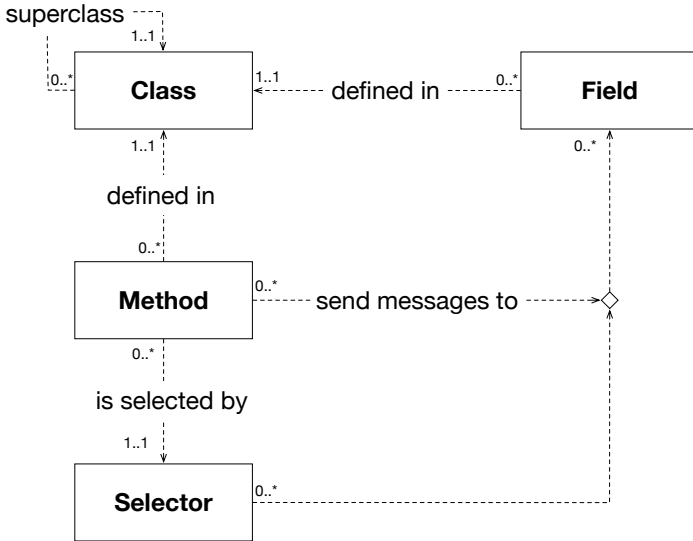 superclass
1..1
0..*
Class
1..1
defined in
0..*
Field
1..1
0..*
defined in
0..*
Method
0..*
send messages to
0..*
is selected by
1..1
Selector
0..*